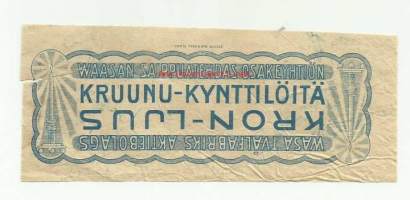 WAASAN SAIPPUATEHDAS OSAKEYHTIÖN
KRUUNU-KYNTTILÖITÄ
KRON-LJUS
WASA TVÅLFABRIKS AKTIEBOLAGS